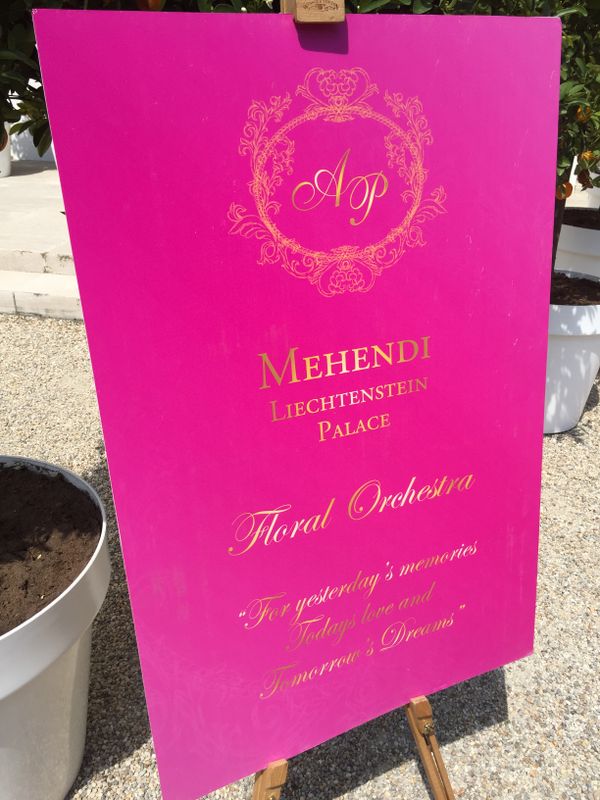 AP
MEHENDI
LIECHTENSTEIN
PALACE
Floral Orchestra
“For yesterday’s memories
Todays love and
Tomorrow’s Dreams”